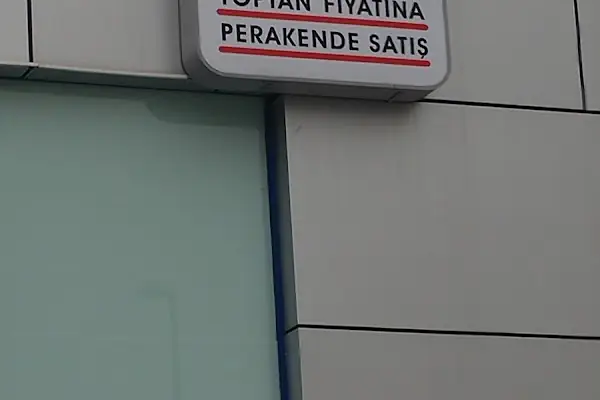 TOPTAN FİYATINA
PERAKENDE SATIŞ